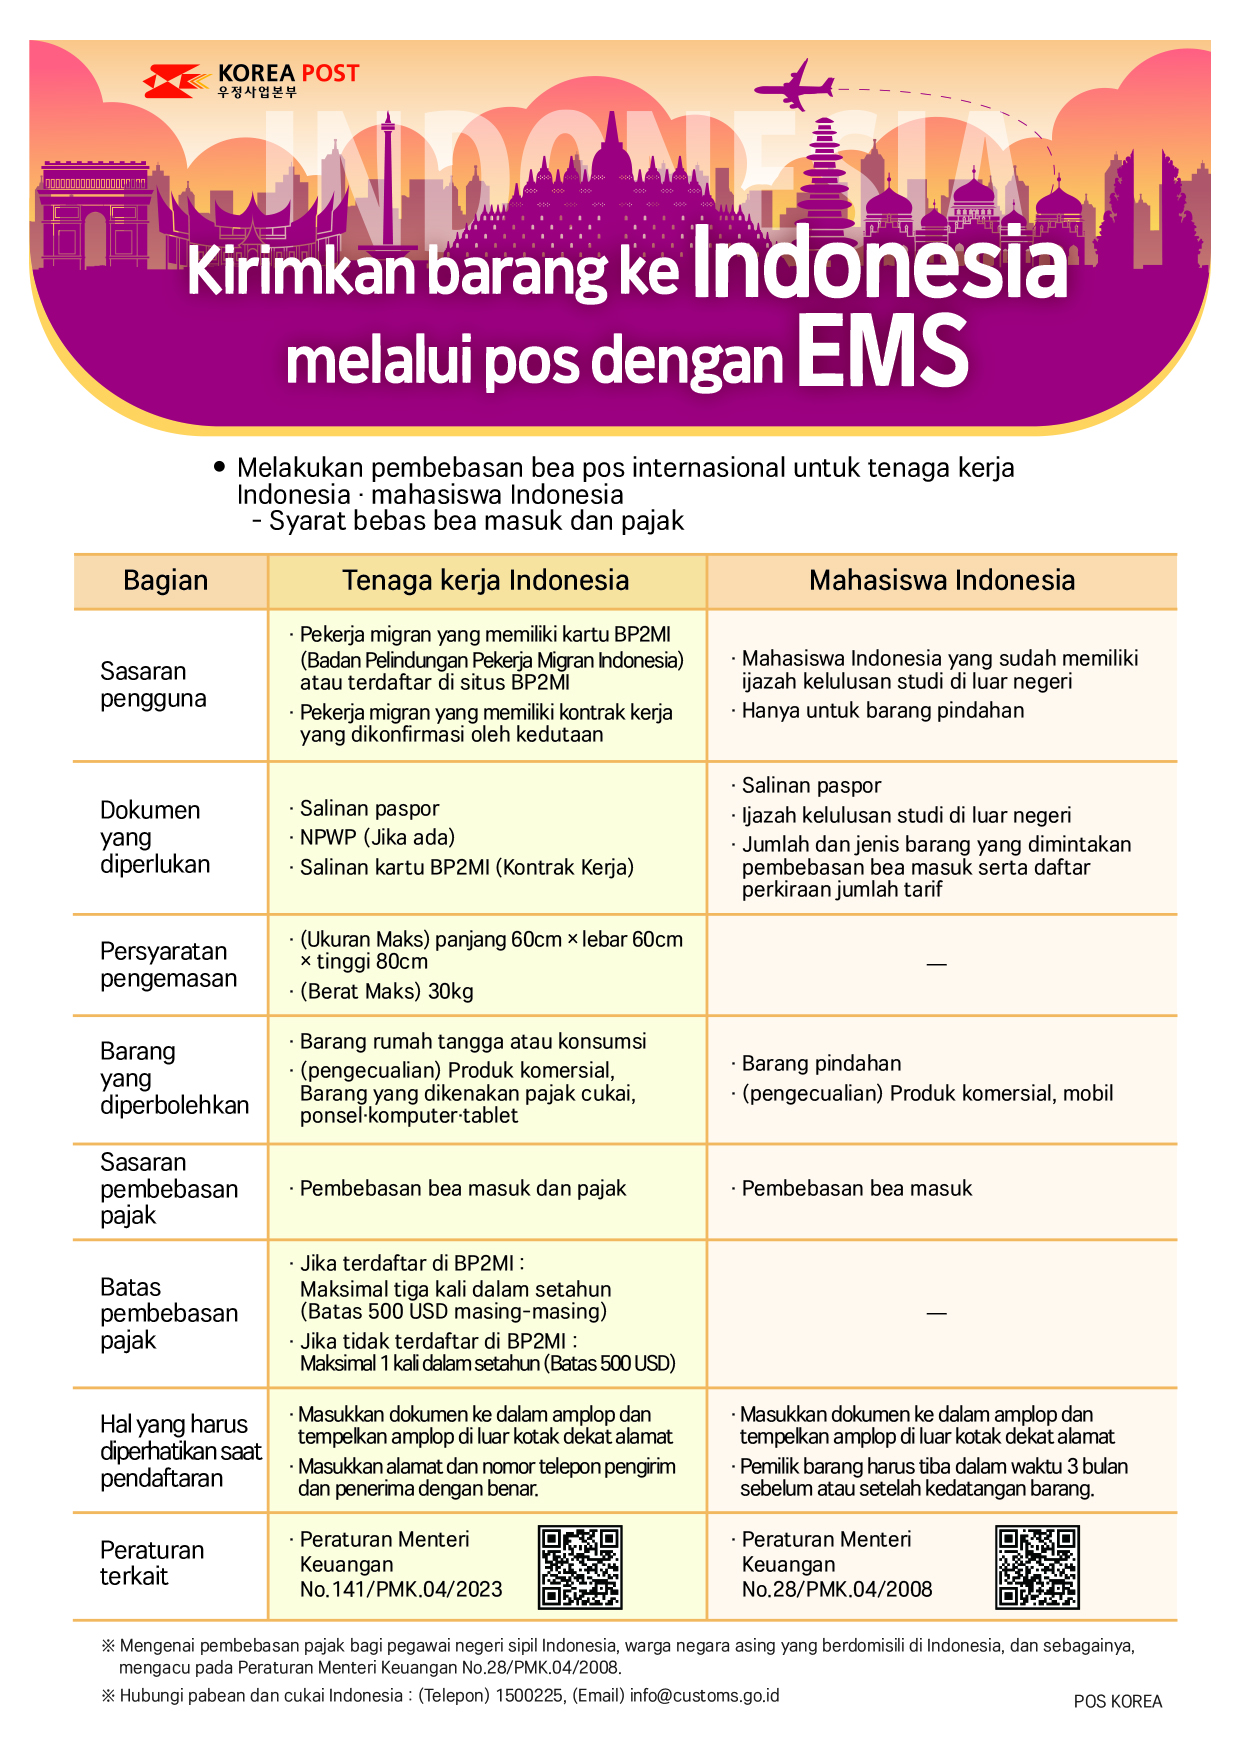 KOREA POST
우정사업본부
INDONESIA
Kirimkan barang ke Indonesia
melalui pos dengan EMS
• Melakukan pembebasan bea pos internasional untuk tenaga kerja
Indonesia · mahasiswa Indonesia
- Syarat bebas bea masuk dan pajak
Bagian
Tenaga kerja Indonesia
Mahasiswa Indonesia
Sasaran
pengguna
· Pekerja migran yang memiliki kartu BP2MI
(Badan Pelindungan Pekerja Migran Indonesia)
atau terdaftar di situs BP2MI
· Pekerja migran yang memiliki kontrak kerja
yang dikonfirmasi oleh kedutaan
· Mahasiswa Indonesia yang sudah memiliki
ijazah kelulusan studi di luar negeri
· Hanya untuk barang pindahan
Dokumen
yang
diperlukan
· Salinan paspor
· NPWP (Jika ada)
· Salinan kartu BP2MI (Kontrak Kerja)
· Salinan paspor
· Ijazah kelulusan studi di luar negeri
· Jumlah dan jenis barang yang dimintakan
pembebasan bea masuk serta daftar
perkiraan jumlah tarif
Persyaratan
pengemasan
· (Ukuran Maks) panjang 60cm × lebar 60cm
× tinggi 80cm
· (Berat Maks) 30kg
—
Barang
yang
diperbolehkan
· Barang rumah tangga atau konsumsi
· (pengecualian) Produk komersial,
Barang yang dikenakan pajak cukai,
ponsel·komputer·tablet
· Barang pindahan
· (pengecualian) Produk komersial, mobil
Sasaran
pembebasan
pajak
· Pembebasan bea masuk dan pajak
· Pembebasan bea masuk
Batas
pembebasan
pajak
· Jika terdaftar di BP2MI :
Maksimal tiga kali dalam setahun
(Batas 500 USD masing-masing)
· Jika tidak terdaftar di BP2MI :
Maksimal 1 kali dalam setahun (Batas 500 USD)
—
Hal yang harus
diperhatikan saat
pendaftaran
· Masukkan dokumen ke dalam amplop dan
tempelkan amplop di luar kotak dekat alamat
· Masukkan alamat dan nomor telepon pengirim
dan penerima dengan benar.
· Masukkan dokumen ke dalam amplop dan
tempelkan amplop di luar kotak dekat alamat
· Pemilik barang harus tiba dalam waktu 3 bulan
sebelum atau setelah kedatangan barang.
Peraturan
terkait
· Peraturan Menteri
Keuangan
No.141/PMK.04/2023
· Peraturan Menteri
Keuangan
No.28/PMK.04/2008
※ Mengenai pembebasan pajak bagi pegawai negeri sipil Indonesia, warga negara asing yang berdomisili di Indonesia, dan sebagainya,
mengacu pada Peraturan Menteri Keuangan No.28/PMK.04/2008.
※ Hubungi pabean dan cukai Indonesia : (Telepon) 1500225, (Email) info@customs.go.id
POS KOREA